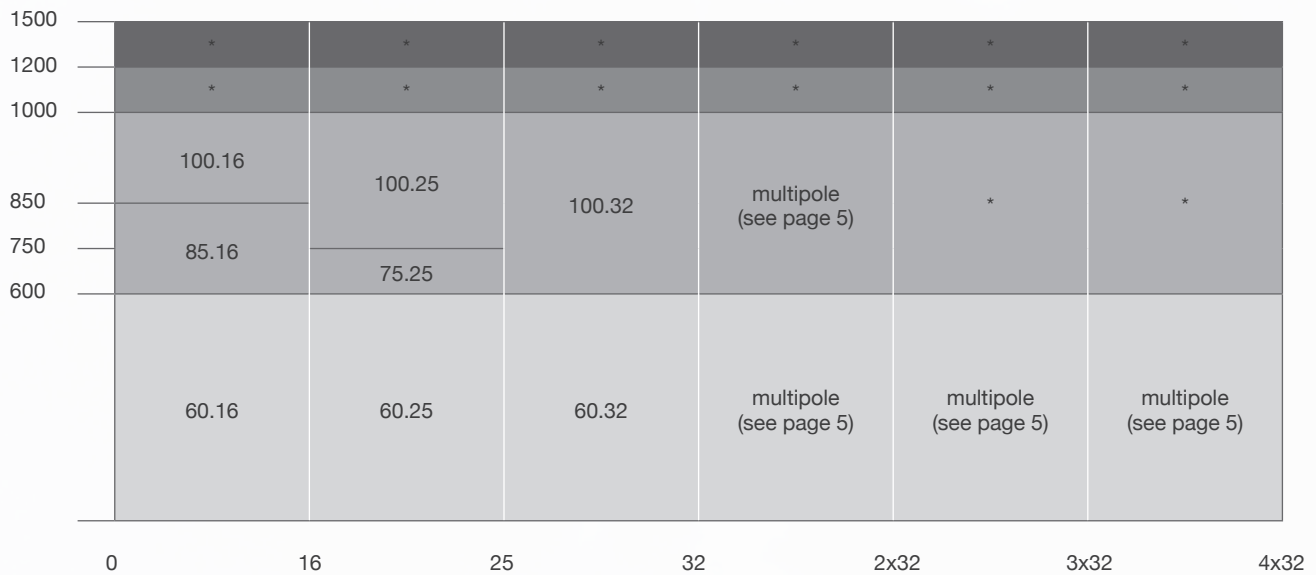 1500
* * * * * *
1200
* * * * * *
1000
100.16
100.25
multipole
850
100.32
* *
(see page 5)
750
85.16
75.25
600
multipole multipole multipole
60.16 60.25 60.32
(see page 5) (see page 5) (see page 5)
0 16 25 32 2x32 3x32 4x32